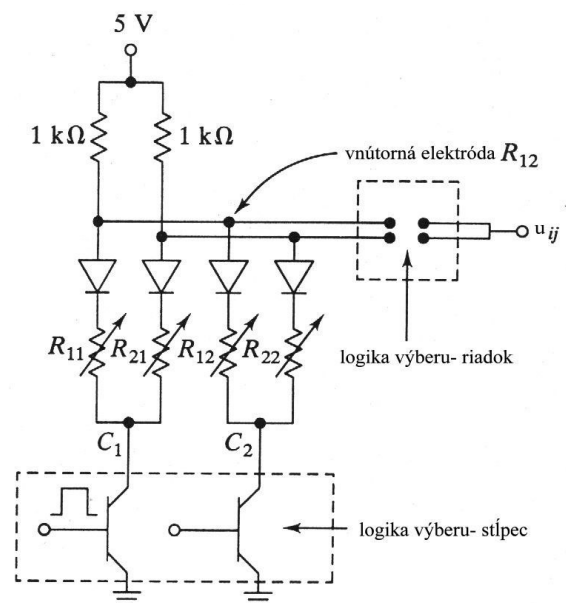 5 V
1 kΩ
1 kΩ
vnútorná elektróda R₁₂
u_ij
R₁₁
R₂₁
R₁₂
R₂₂
logika výberu- riadok
C₁
C₂
logika výberu- stĺpec